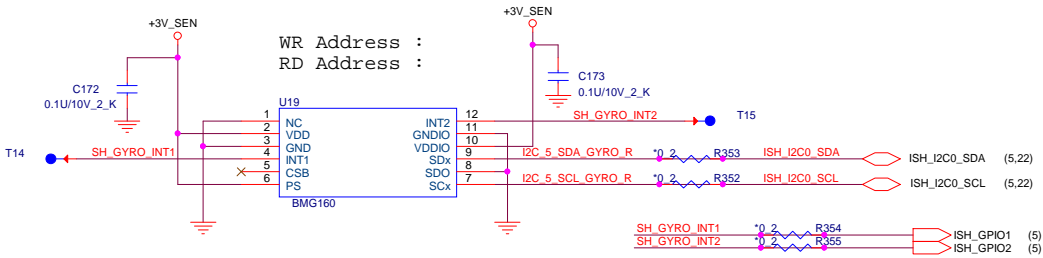 +3V_SEN
+3V_SEN
WR Address :
RD Address :
C172
0.1U/10V_2_K
C173
0.1U/10V_2_K
U19
1 NC
2 VDD
3 GND
4 INT1
5 CSB
6 PS
INT2 12
GNDIO 11
VDDIO 10
SDx 9
SDO 8
SCx 7
BMG160
T14
SH_GYRO_INT1
SH_GYRO_INT2
T15
I2C_5_SDA_GYRO_R *0_2 R353 ISH_I2C0_SDA ISH_I2C0_SDA (5,22)
I2C_5_SCL_GYRO_R *0_2 R352 ISH_I2C0_SCL ISH_I2C0_SCL (5,22)
SH_GYRO_INT1 *0_2 R354 ISH_GPIO1 (5)
SH_GYRO_INT2 *0_2 R355 ISH_GPIO2 (5)